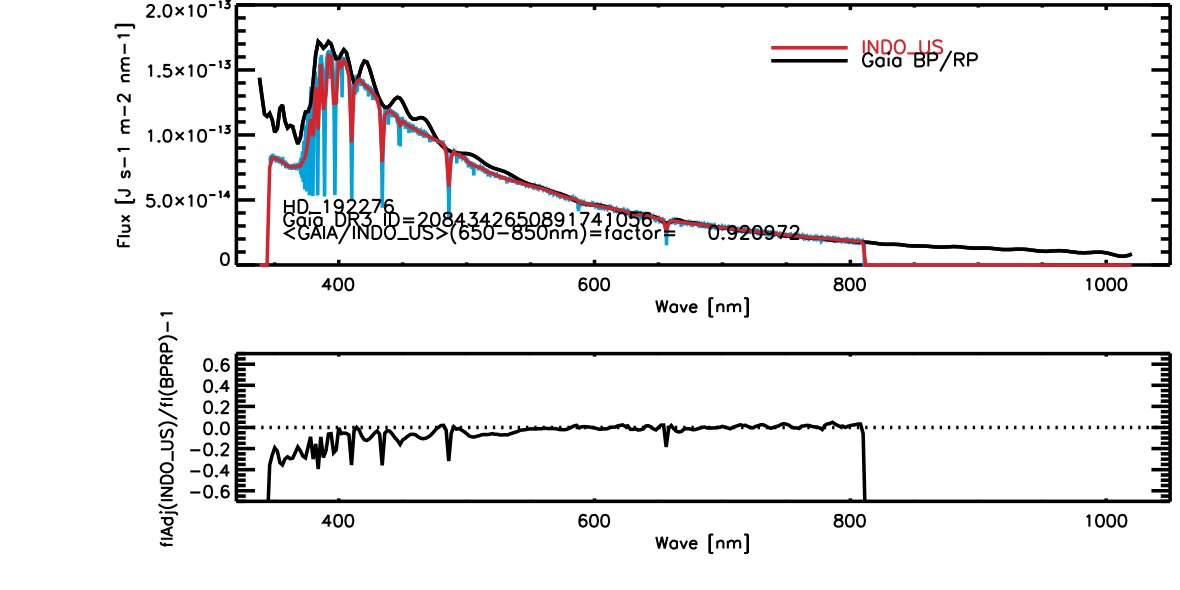 2.0×10−13
1.5×10−13
1.0×10−13
5.0×10−14
0
Flux [J s−1 m−2 nm−1]
INDO_US
Gaia BP/RP
HD_192276
Gaia DR3 ID=2084342650891741056
<GAIA/INDO_US>(650−850nm)=factor= 0.920972
400 600 800 1000
Wave [nm]
flAdj(INDO_US)/fl(BPRP)−1
0.6
0.4
0.2
0.0
−0.2
−0.4
−0.6
400 600 800 1000
Wave [nm]